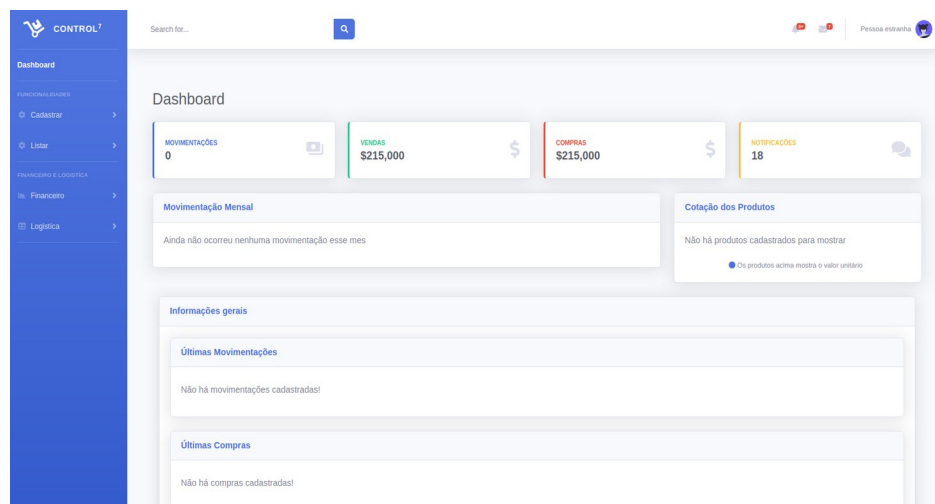 CONTROL7
Search for...
3+
7
Pessoa estranha
Dashboard
FUNCIONALIDADES
Cadastrar
Listar
FINANCEIRO E LOGISTICA
Financeiro
Logistica
Dashboard
MOVIMENTAÇÕES
0
VENDAS
$215,000
COMPRAS
$215,000
NOTIFICAÇÕES
18
Movimentação Mensal
Ainda não ocorreu nenhuma movimentação esse mes
Cotação dos Produtos
Não há produtos cadastrados para mostrar
Os produtos acima mostra o valor unitário
Informações gerais
Últimas Movimentações
Não há movimentações cadastradas!
Últimas Compras
Não há compras cadastradas!